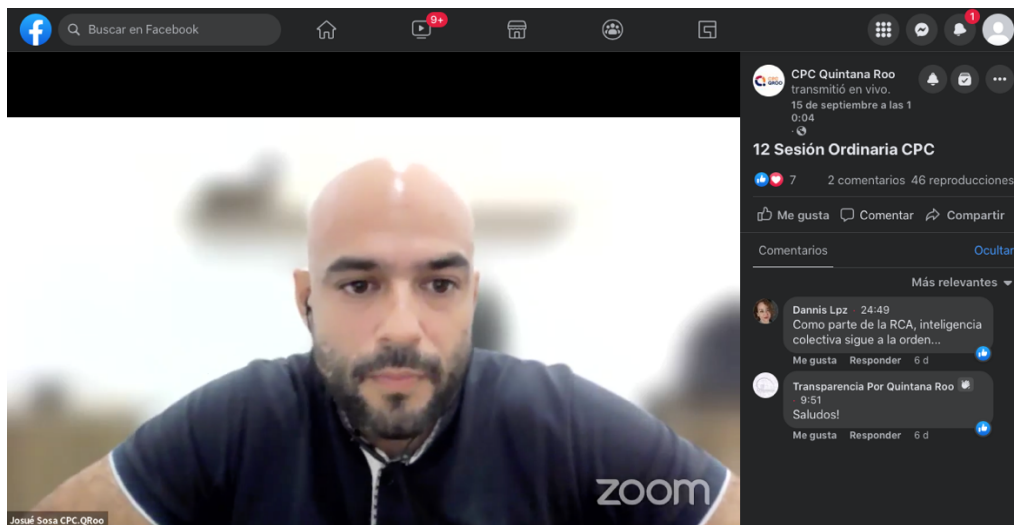 Buscar en Facebook
9+
1
CPC QROO
CPC Quintana Roo
transmitió en vivo.
15 de septiembre a las 1
0:04
12 Sesión Ordinaria CPC
7
2 comentarios 46 reproducciones
Me gusta
Comentar
Compartir
Comentarios
Ocultar
Más relevantes
Dannis Lpz · 24:49
Como parte de la RCA, inteligencia
colectiva sigue a la orden...
Me gusta Responder 6 d
Transparencia Por Quintana Roo
· 9:51
Saludos!
Me gusta Responder 6 d
zoom
Josué Sosa CPC.QRoo